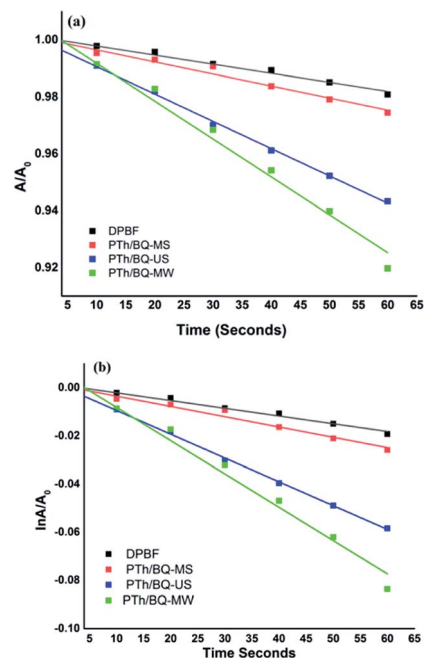 (a)
1.00
0.98
0.96
0.94
0.92
A/A0
DPBF
PTh/BQ-MS
PTh/BQ-US
PTh/BQ-MW
5 10 15 20 25 30 35 40 45 50 55 60 65
Time (Seconds)
(b)
0.00
-0.02
-0.04
-0.06
-0.08
-0.10
lnA/A0
DPBF
PTh/BQ-MS
PTh/BQ-US
PTh/BQ-MW
5 10 15 20 25 30 35 40 45 50 55 60 65
Time Seconds